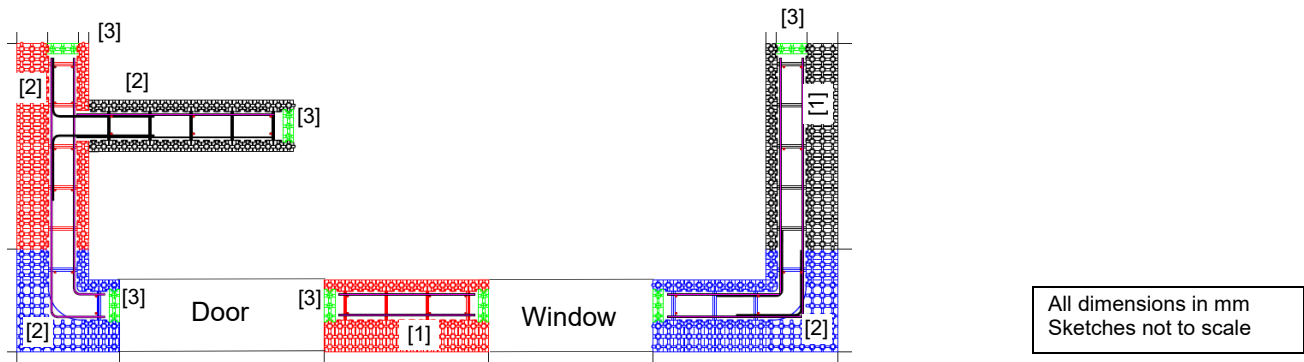 [3]
[3]
[2]
[2]
[1]
[3]
[3]
[3]
Door
Window
[2]
[1]
[2]
All dimensions in mm
Sketches not to scale